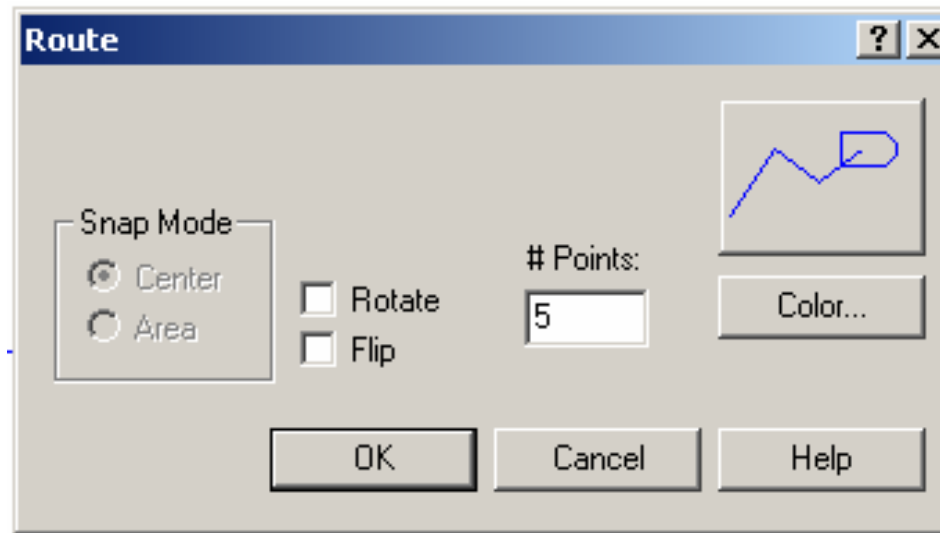 Route
Snap Mode
Center
Area
Rotate
Flip
# Points:
5
Color...
OK
Cancel
Help